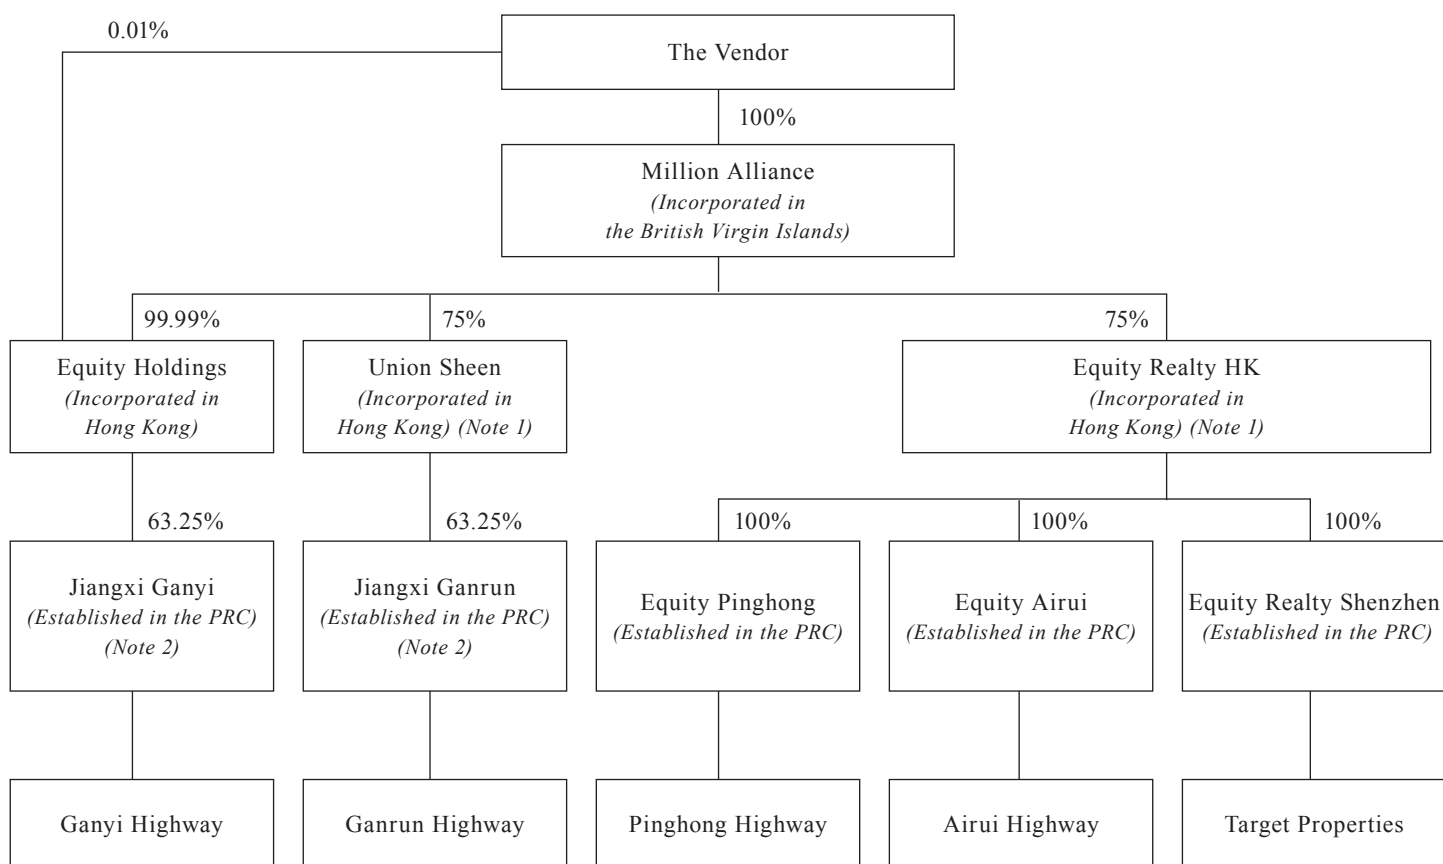 0.01%
The Vendor
100%
Million Alliance
(Incorporated in
the British Virgin Islands)
99.99%
75%
75%
Equity Holdings
(Incorporated in
Hong Kong)
Union Sheen
(Incorporated in
Hong Kong) (Note 1)
Equity Realty HK
(Incorporated in
Hong Kong) (Note 1)
63.25%
63.25%
100%
100%
100%
Jiangxi Ganyi
(Established in the PRC)
(Note 2)
Jiangxi Ganrun
(Established in the PRC)
(Note 2)
Equity Pinghong
(Established in the PRC)
Equity Airui
(Established in the PRC)
Equity Realty Shenzhen
(Established in the PRC)
Ganyi Highway
Ganrun Highway
Pinghong Highway
Airui Highway
Target Properties